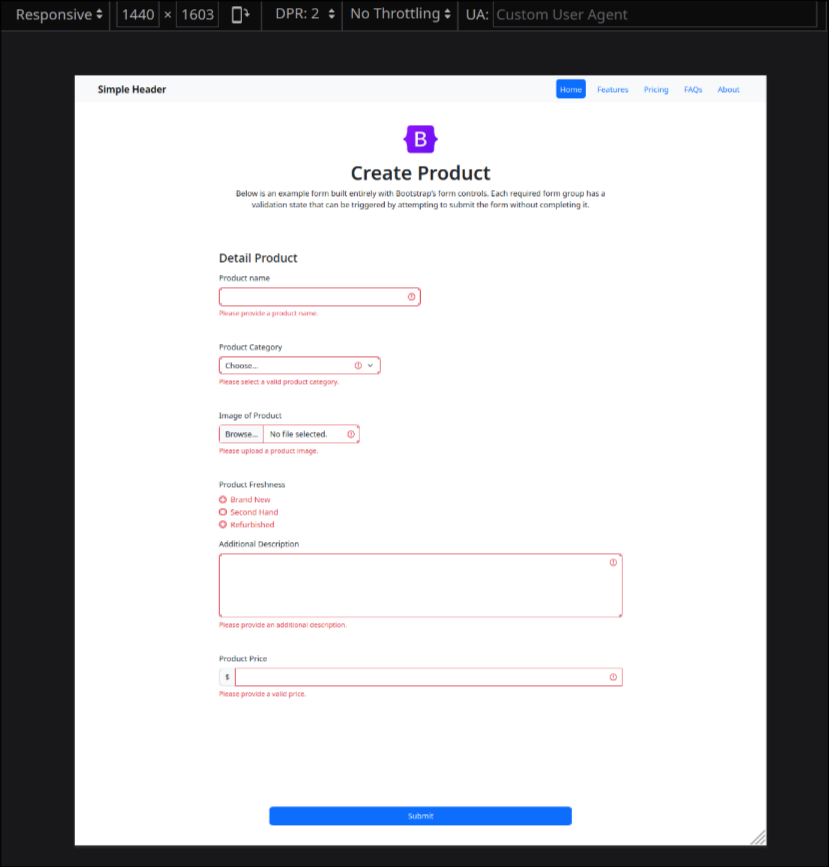 Responsive 1440 × 1603 DPR: 2 No Throttling UA: Custom User Agent
Simple Header Home Features Pricing FAQs About
B
Create Product
Below is an example form built entirely with Bootstrap's form controls. Each required form group has a
validation state that can be triggered by attempting to submit the form without completing it.
Detail Product
Product name
Please provide a product name.
Product Category
Choose...
Please select a valid product category.
Image of Product
Browse... No file selected.
Please upload a product image.
Product Freshness
Brand New
Second Hand
Refurbished
Additional Description
Please provide an additional description.
Product Price
$
Please provide a valid price.
Submit